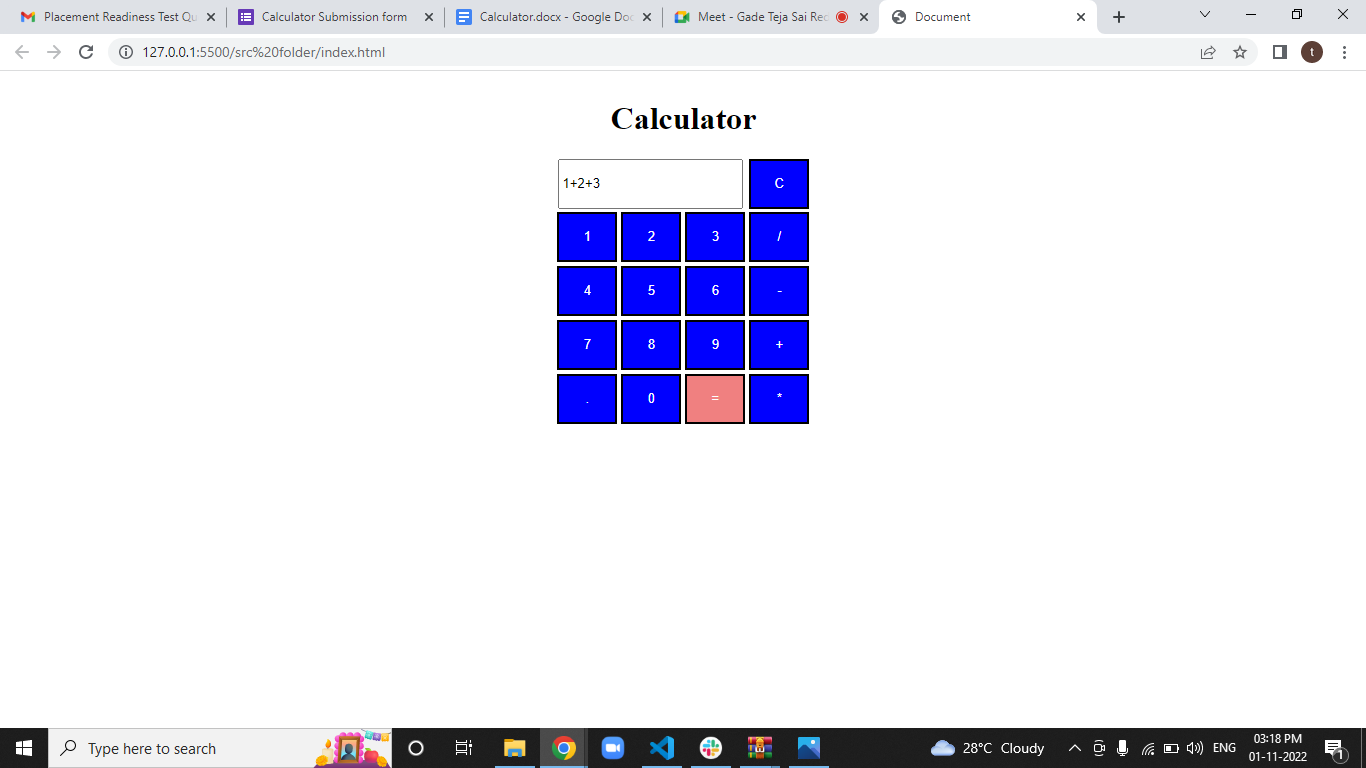 Placement Readiness Test Qu
Calculator Submission form
Calculator.docx - Google Doc
Meet - Gade Teja Sai Red
Document
127.0.0.1:5500/src%20folder/index.html
t
Calculator
1+2+3 C
1 2 3 /
4 5 6 -
7 8 9 +
. 0 = *
Type here to search
28°C Cloudy
ENG
03:18 PM
01-11-2022
1